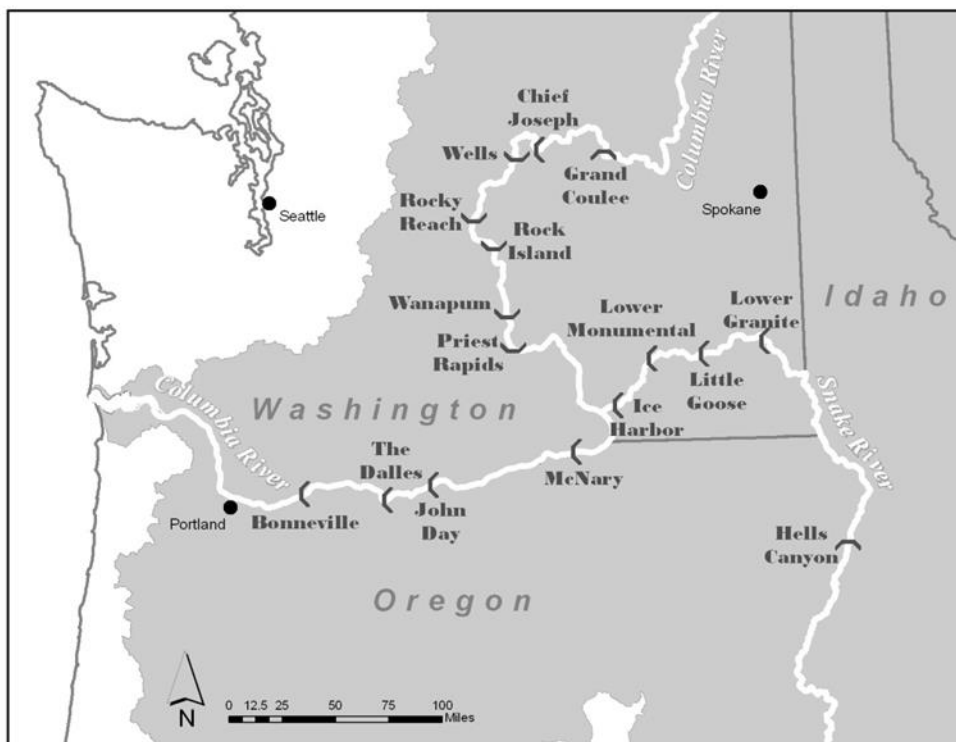 Chief
Joseph
Columbia River
Wells
Grand
Coulee
Spokane
Seattle
Rocky
Reach
Rock
Island
Idaho
Wanapum
Lower
Monumental
Lower
Granite
Priest
Rapids
Little
Goose
Snake River
Columbia River
Washington
Ice
Harbor
The
Dalles
McNary
Portland
Bonneville
John
Day
Hells
Canyon
Oregon
N
0 12.5 25 50 75 100
Miles